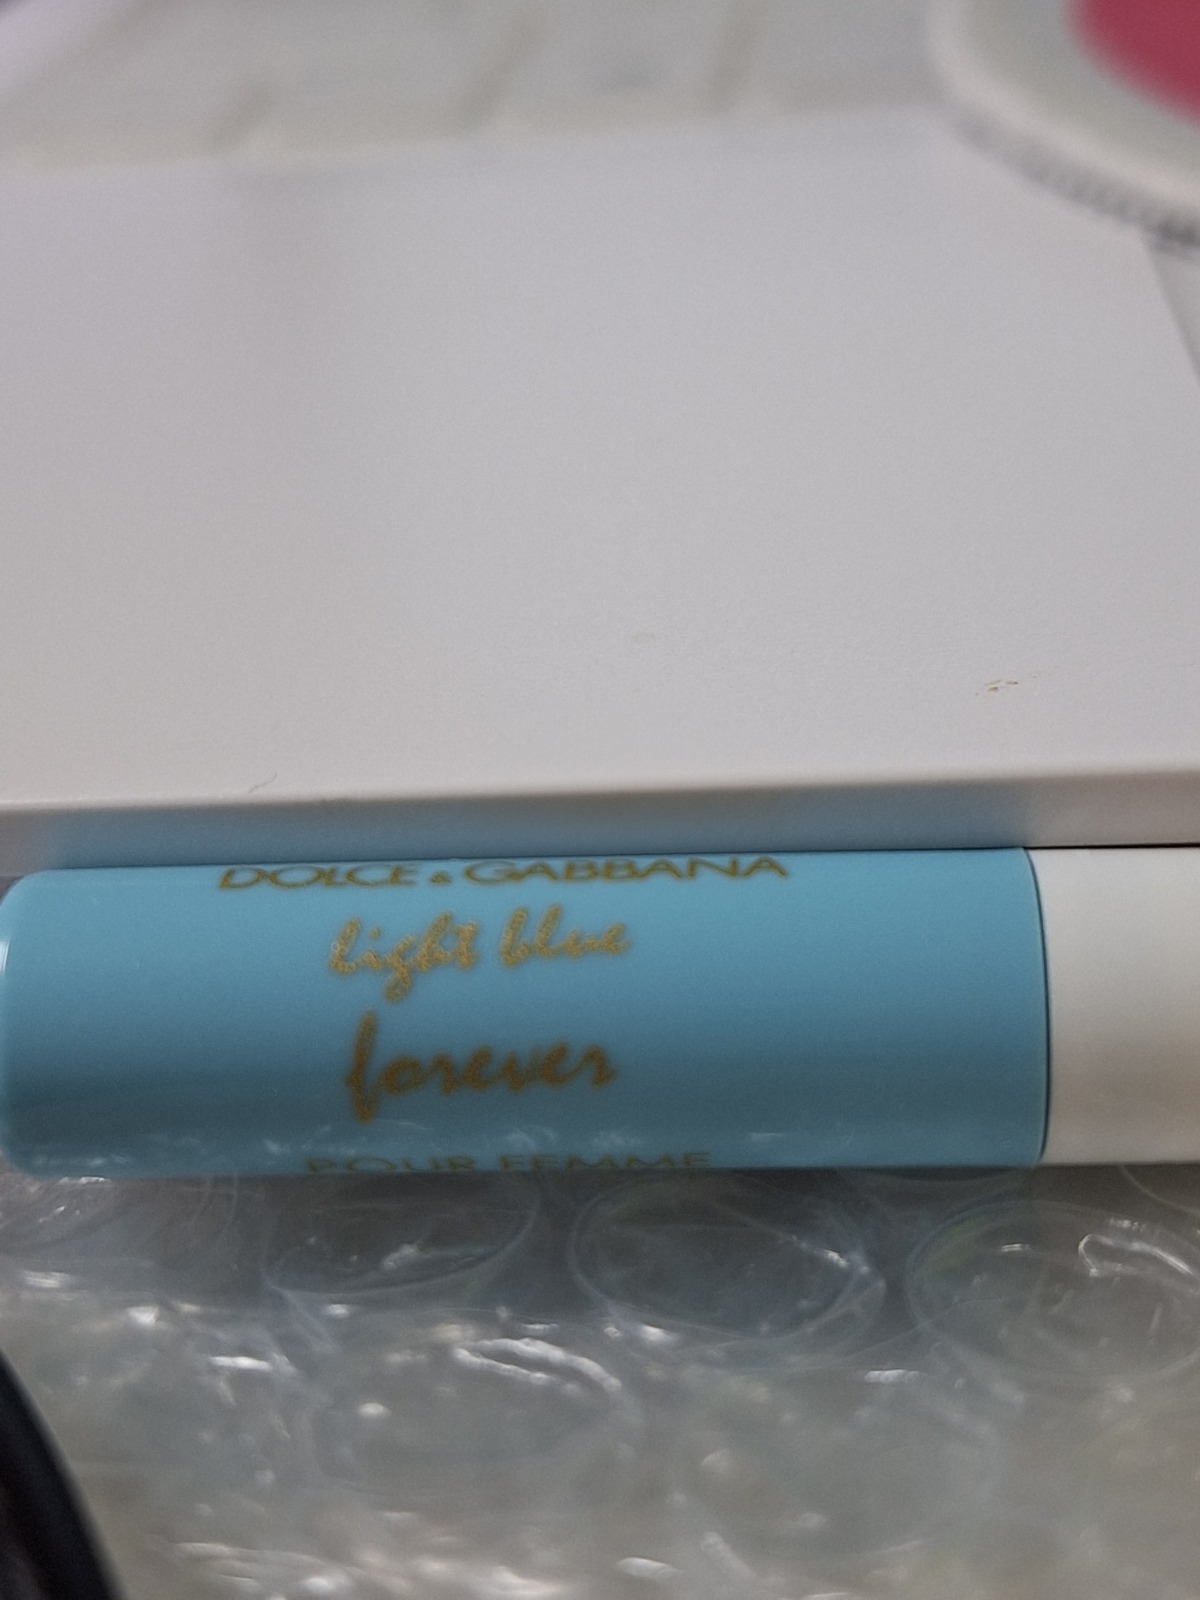 DOLCE & GABBANA
light blue
forever
POUR FEMME